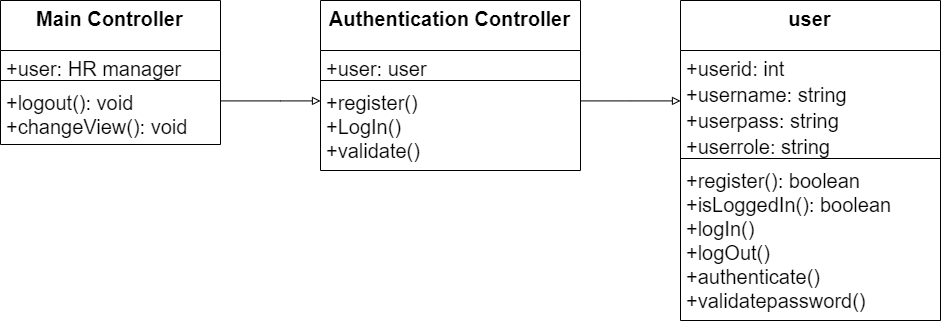 Main Controller
+user: HR manager
+logout(): void
+changeView(): void
Authentication Controller
+user: user
+register()
+LogIn()
+validate()
user
+userid: int
+username: string
+userpass: string
+userrole: string
+register(): boolean
+isLoggedIn(): boolean
+logIn()
+logOut()
+authenticate()
+validatepassword()